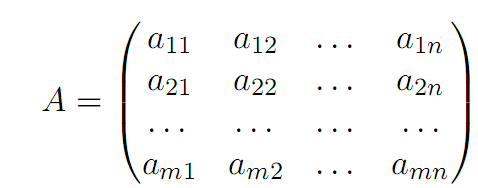 A = ( a11 a12 ... a1n
a21 a22 ... a2n
... ... ... ...
am1 am2 ... amn )